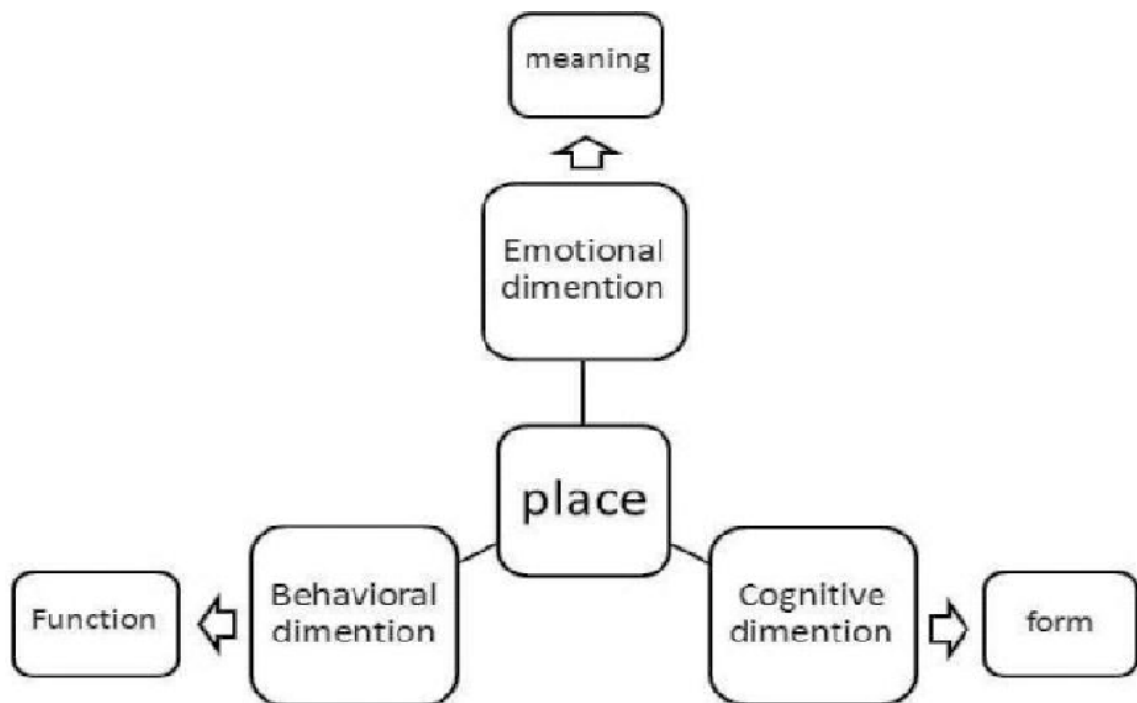 meaning
Emotional
dimention
place
Behavioral
dimention
Function
Cognitive
dimention
form